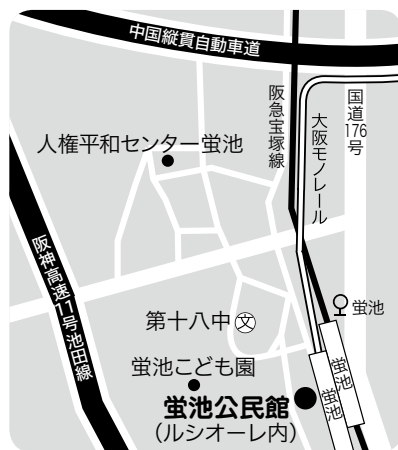 中国縦貫自動車道
阪急宝塚線
大阪モノレール
国道176号
人権平和センター蛍池
阪神高速11号池田線
蛍池
第十八中
文
蛍池こども園
蛍池公民館
(ルシオーレ内)
蛍池
蛍池